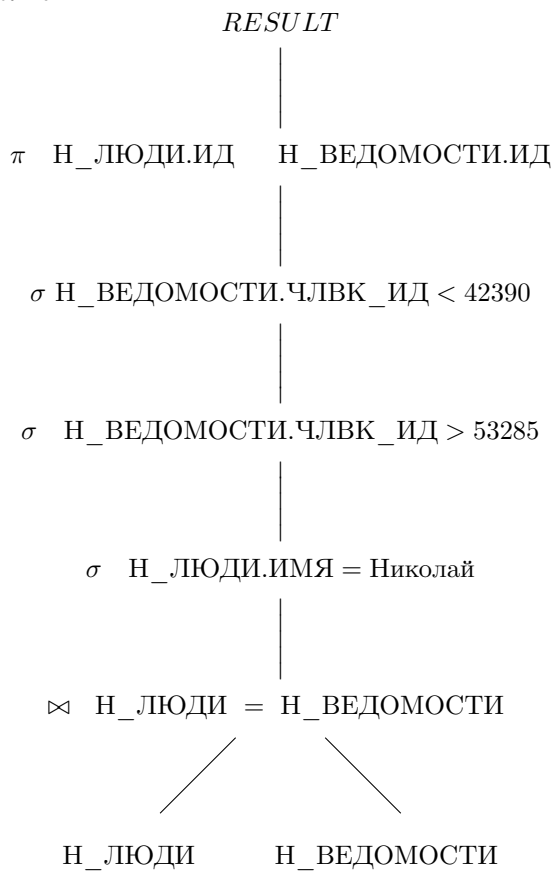 RESULT
π Н_ЛЮДИ.ИД Н_ВЕДОМОСТИ.ИД
σ Н_ВЕДОМОСТИ.ЧЛВК_ИД < 42390
σ Н_ВЕДОМОСТИ.ЧЛВК_ИД > 53285
σ Н_ЛЮДИ.ИМЯ = Николай
⋈ Н_ЛЮДИ = Н_ВЕДОМОСТИ
Н_ЛЮДИ Н_ВЕДОМОСТИ